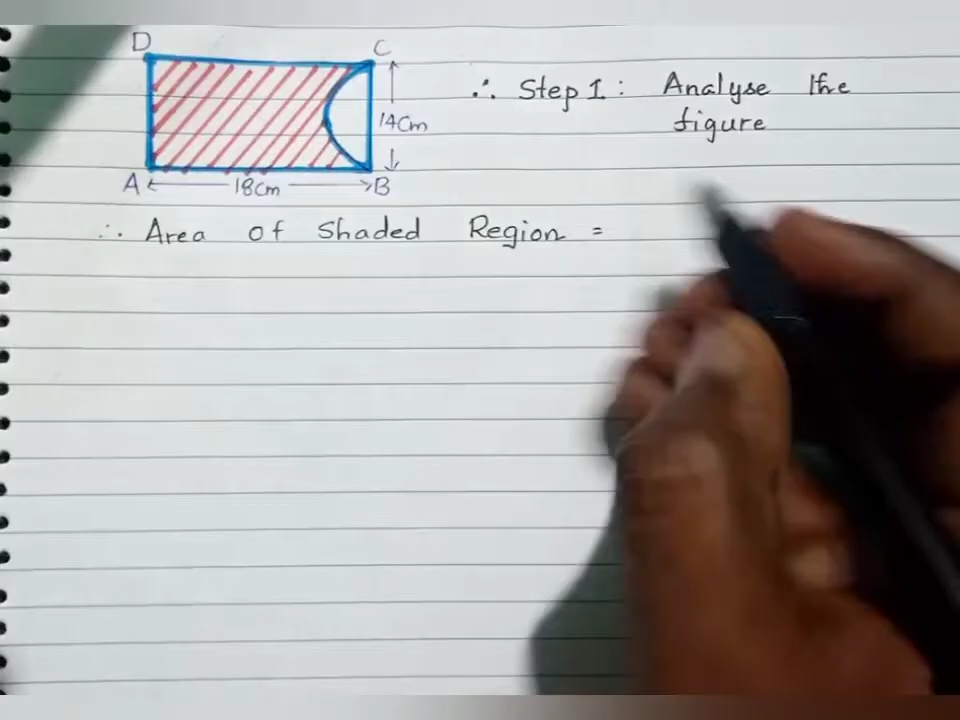 D
C
14cm
A
18cm
B
∴ Step 1: Analyse the
figure
∴ Area of Shaded Region =